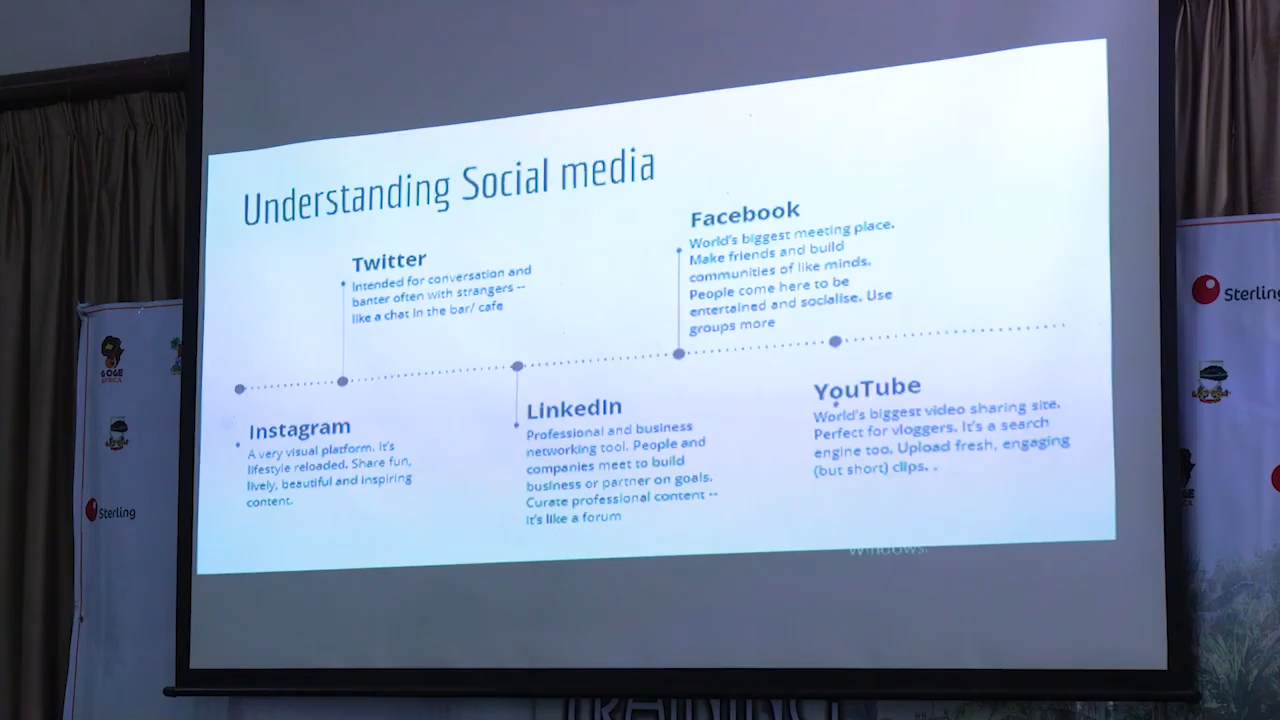 Understanding Social media
Twitter
Intended for conversation and
banter often with strangers --
like a chat in the bar/ cafe
Facebook
World's biggest meeting place.
Make friends and build
communities of like minds.
People come here to be
entertained and socialise. Use
groups more
Instagram
A very visual platform. It's
lifestyle reloaded. Share fun,
lively, beautiful and inspiring
content.
LinkedIn
Professional and business
networking tool. People and
companies meet to build
business or partner on goals.
Curate professional content --
it's like a forum
YouTube
World's biggest video sharing site.
Perfect for vloggers. It's a search
engine too. Upload fresh, engaging
(but short) clips. .
Windows.
GOGE
AFRICA
Sterling
Sterling
TRAINING